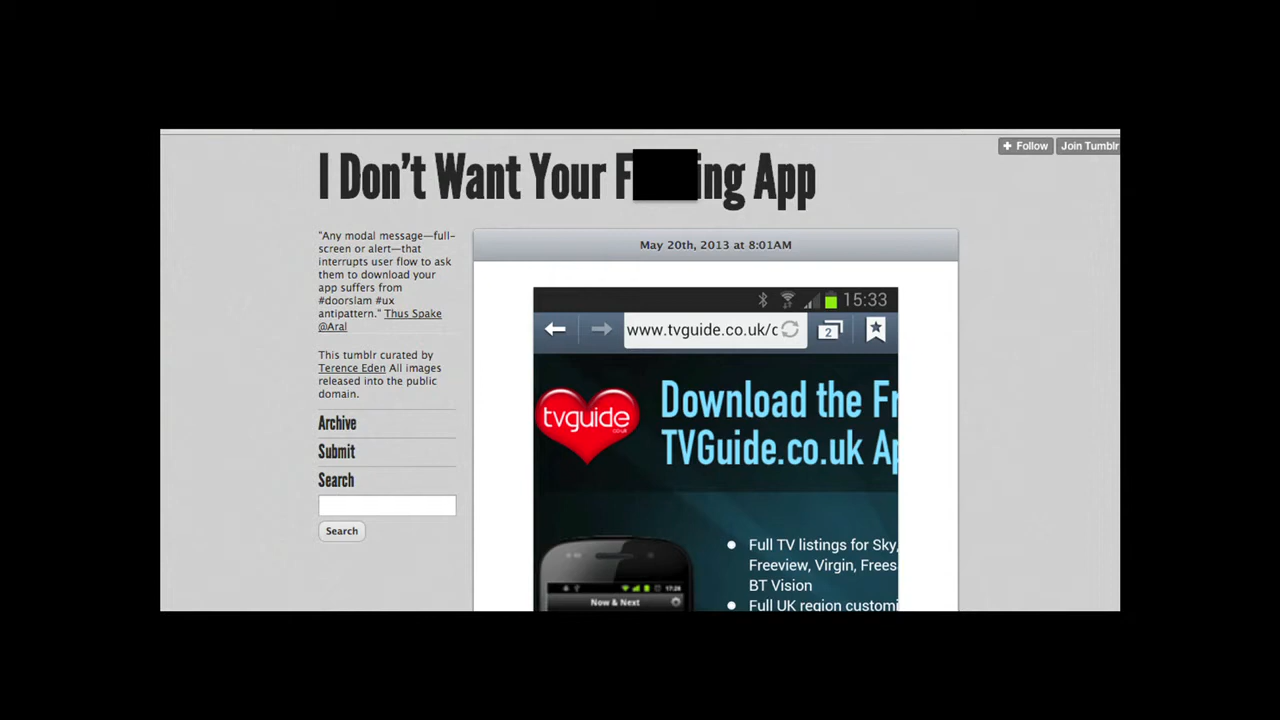 Follow
Join Tumblr
I Don't Want Your F ing App
"Any modal message—full-
screen or alert—that
interrupts user flow to ask
them to download your
app suffers from
#doorslam #ux
antipattern." Thus Spake
@Aral
This tumblr curated by
Terence Eden All images
released into the public
domain.
Archive
Submit
Search
Search
May 20th, 2013 at 8:01AM
15:33
www.tvguide.co.uk/c
2
tvguide
.co.uk
Download the Fr
TVGuide.co.uk Ap
Full TV listings for Sky,
Freeview, Virgin, Frees
BT Vision
Full UK region customi
Now & Next